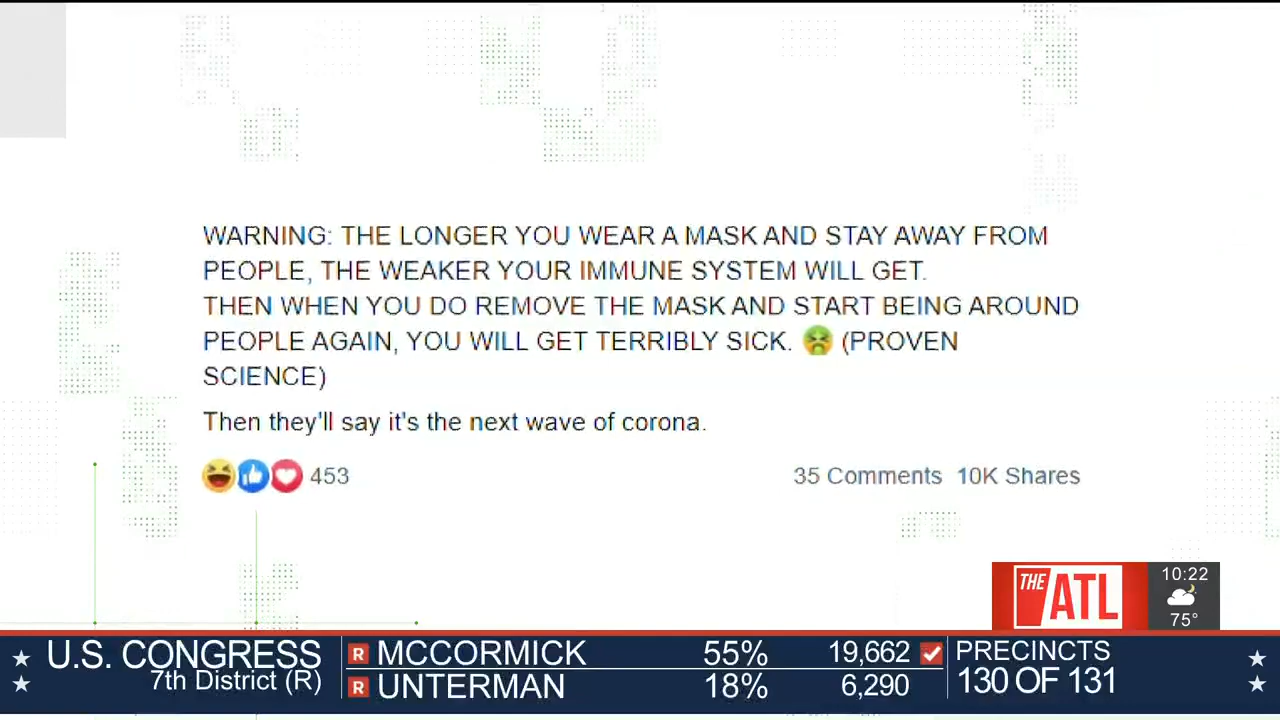 WARNING: THE LONGER YOU WEAR A MASK AND STAY AWAY FROM
PEOPLE, THE WEAKER YOUR IMMUNE SYSTEM WILL GET.
THEN WHEN YOU DO REMOVE THE MASK AND START BEING AROUND
PEOPLE AGAIN, YOU WILL GET TERRIBLY SICK. 🤮 (PROVEN
SCIENCE)
Then they'll say it's the next wave of corona.
453 35 Comments 10K Shares
THE ATL 10:22
75°
U.S. CONGRESS R MCCORMICK 55% 19,662 PRECINCTS
7th District (R) R UNTERMAN 18% 6,290 130 OF 131